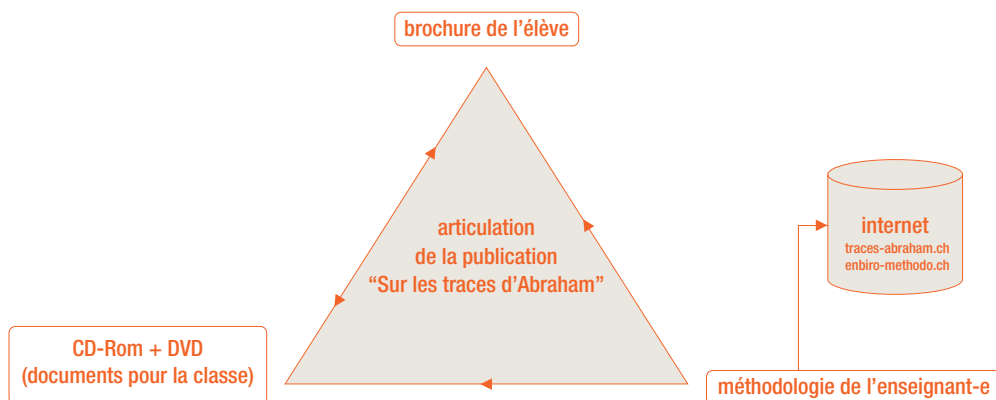 brochure de l’élève
articulation
de la publication
“Sur les traces d’Abraham”
internet
traces-abraham.ch
enbiro-methodo.ch
CD-Rom + DVD
(documents pour la classe)
méthodologie de l’enseignant-e